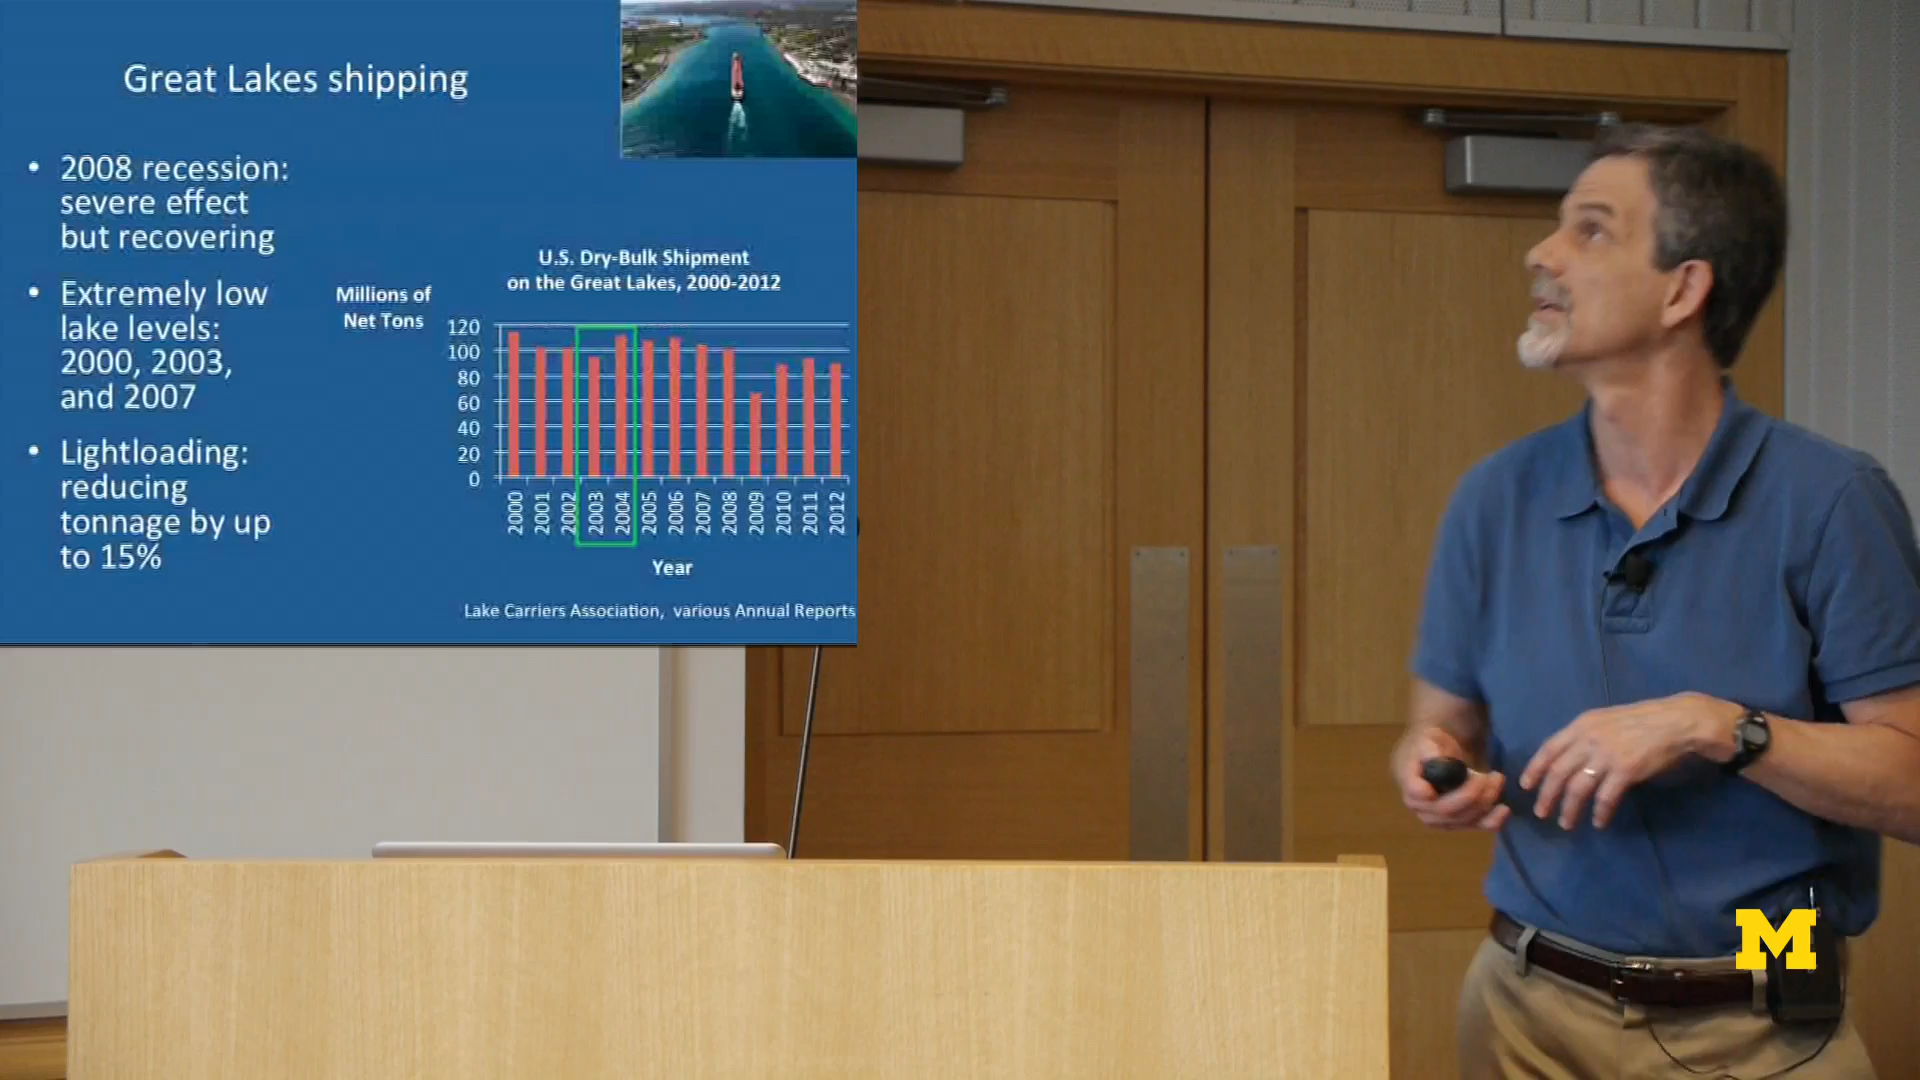 Great Lakes shipping
• 2008 recession:
severe effect
but recovering
• Extremely low
lake levels:
2000, 2003,
and 2007
• Lightloading:
reducing
tonnage by up
to 15%
U.S. Dry-Bulk Shipment
on the Great Lakes, 2000-2012
Millions of
Net Tons
120
100
80
60
40
20
0
2000 2001 2002 2003 2004 2005 2006 2007 2008 2009 2010 2011 2012
Year
Lake Carriers Association, various Annual Reports
M